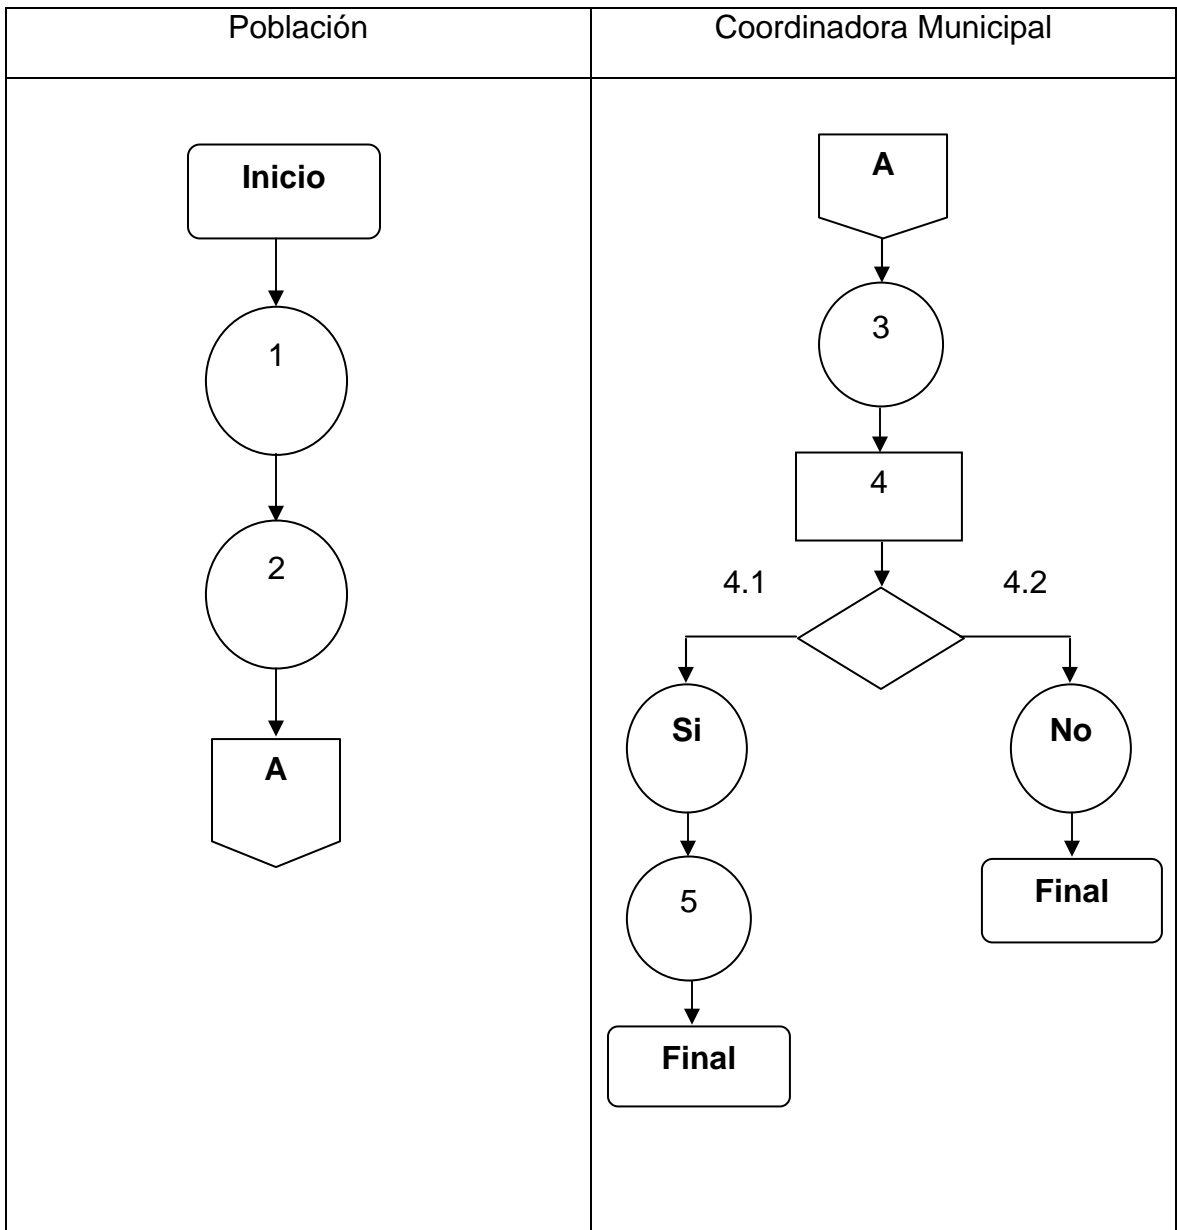 Población
Coordinadora Municipal
Inicio
1
2
A
A
3
4
4.1
4.2
Si
No
5
Final
Final